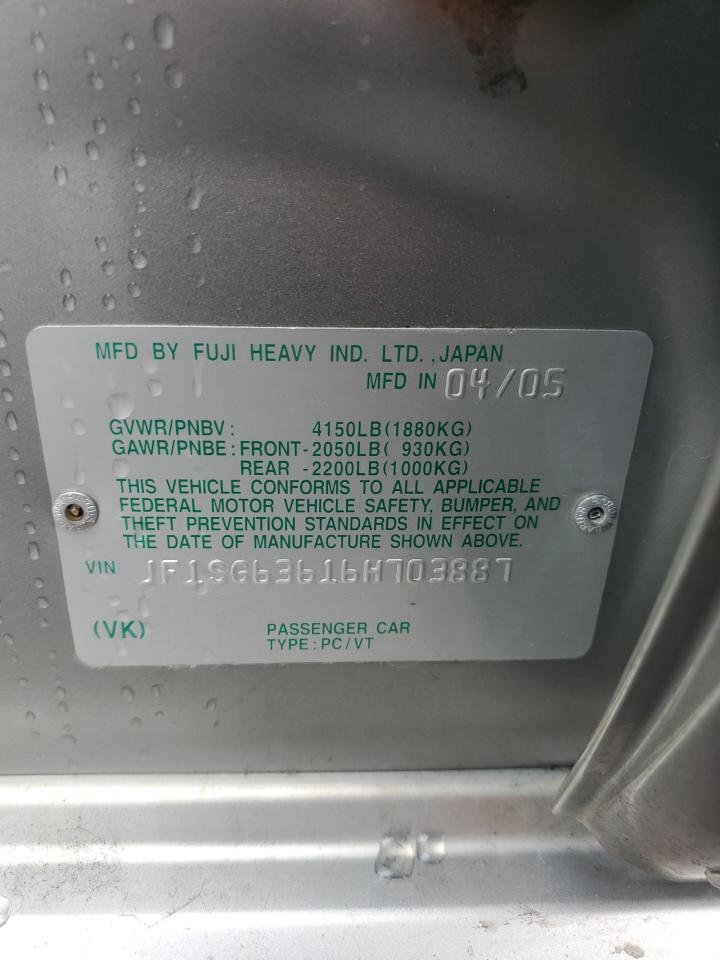 MFD BY FUJI HEAVY IND. LTD., JAPAN
MFD IN 04/05
GVWR/PNBV: 4150LB(1880KG)
GAWR/PNBE: FRONT-2050LB( 930KG)
REAR -2200LB(1000KG)
THIS VEHICLE CONFORMS TO ALL APPLICABLE
FEDERAL MOTOR VEHICLE SAFETY, BUMPER, AND
THEFT PREVENTION STANDARDS IN EFFECT ON
THE DATE OF MANUFACTURE SHOWN ABOVE.
VIN JF1SG63616H703887
(VK) PASSENGER CAR
TYPE: PC/VT